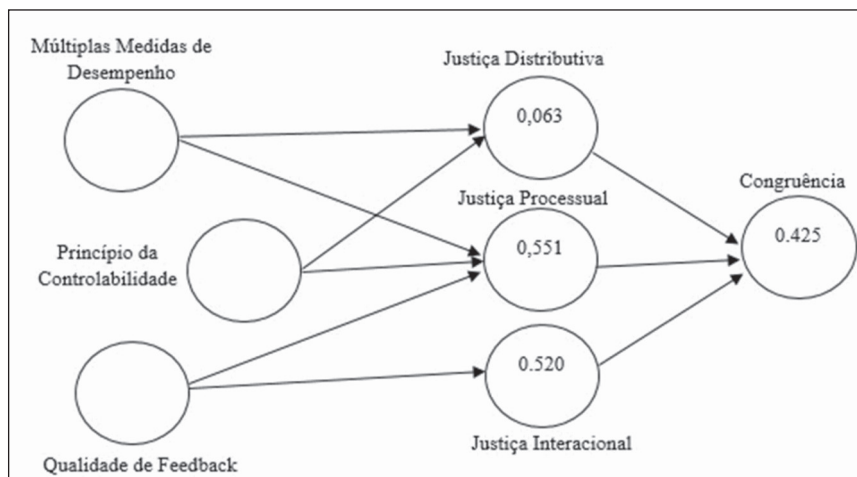 Múltiplas Medidas de
Desempenho
Justiça Distributiva
0,063
Justiça Processual
0,551
Congruência
0.425
Princípio da
Controlabilidade
0.520
Justiça Interacional
Qualidade de Feedback